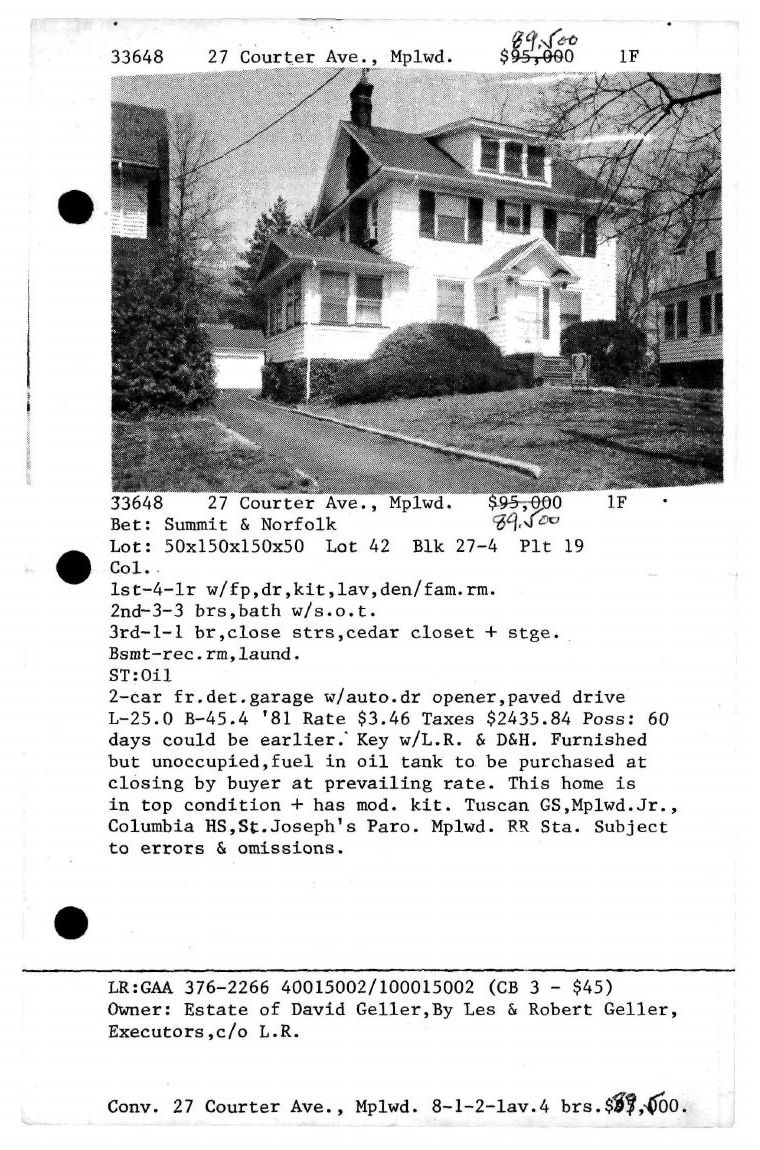 89,500
33648 27 Courter Ave., Mplwd. $95,000 1F
33648 27 Courter Ave., Mplwd. $95,000 1F
Bet: Summit & Norfolk 89,500
Lot: 50x150x150x50 Lot 42 Blk 27-4 Plt 19
Col.
1st-4-lr w/fp,dr,kit,lav,den/fam.rm.
2nd-3-3 brs,bath w/s.o.t.
3rd-1-1 br,close strs,cedar closet + stge.
Bsmt-rec.rm,laund.
ST:Oil
2-car fr.det.garage w/auto.dr opener,paved drive
L-25.0 B-45.4 '81 Rate $3.46 Taxes $2435.84 Poss: 60
days could be earlier. Key w/L.R. & D&H. Furnished
but unoccupied,fuel in oil tank to be purchased at
closing by buyer at prevailing rate. This home is
in top condition + has mod. kit. Tuscan GS,Mplwd.Jr.,
Columbia HS,St.Joseph's Paro. Mplwd. RR Sta. Subject
to errors & omissions.
LR:GAA 376-2266 40015002/100015002 (CB 3 - $45)
Owner: Estate of David Geller,By Les & Robert Geller,
Executors,c/o L.R.
Conv. 27 Courter Ave., Mplwd. 8-1-2-lav.4 brs.$89,500.